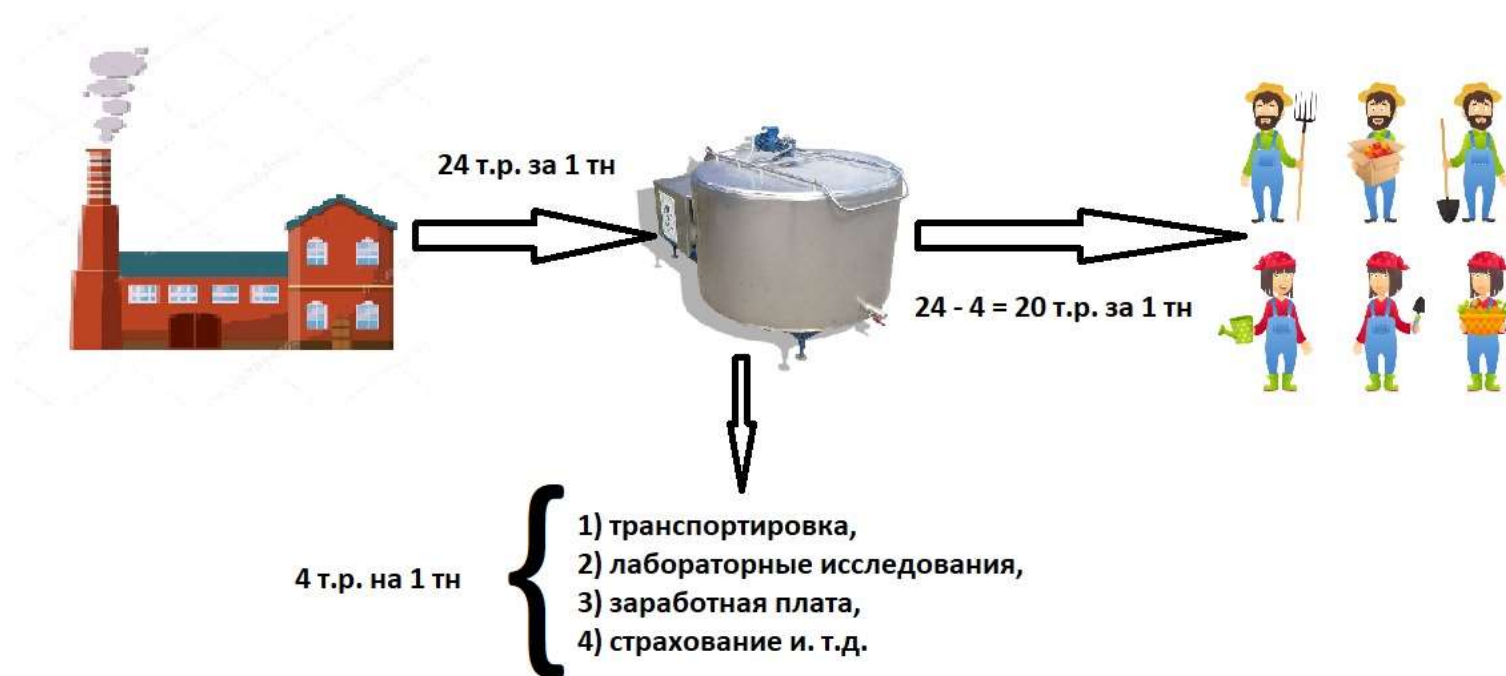 24 т.р. за 1 тн
24 - 4 = 20 т.р. за 1 тн
4 т.р. на 1 тн
1) транспортировка,
2) лабораторные исследования,
3) заработная плата,
4) страхование и. т.д.